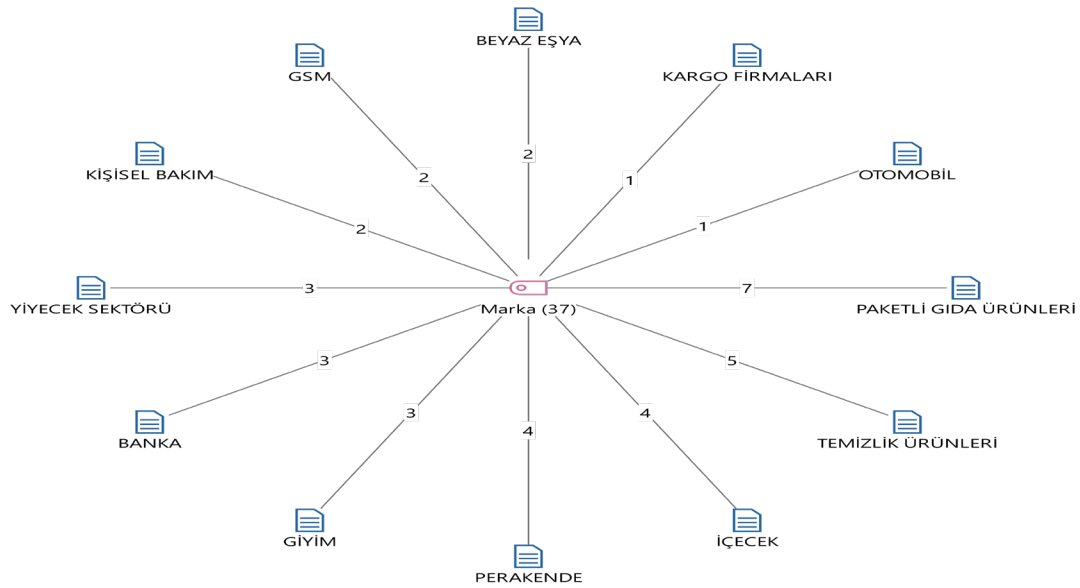 BEYAZ EŞYA
GSM
KARGO FİRMALARI
KİŞİSEL BAKIM
OTOMOBİL
2
2
1
2
1
YİYECEK SEKTÖRÜ
3
Marka (37)
7
PAKETLİ GIDA ÜRÜNLERİ
3
5
BANKA
3
4
4
TEMİZLİK ÜRÜNLERİ
GİYİM
İÇECEK
PERAKENDE